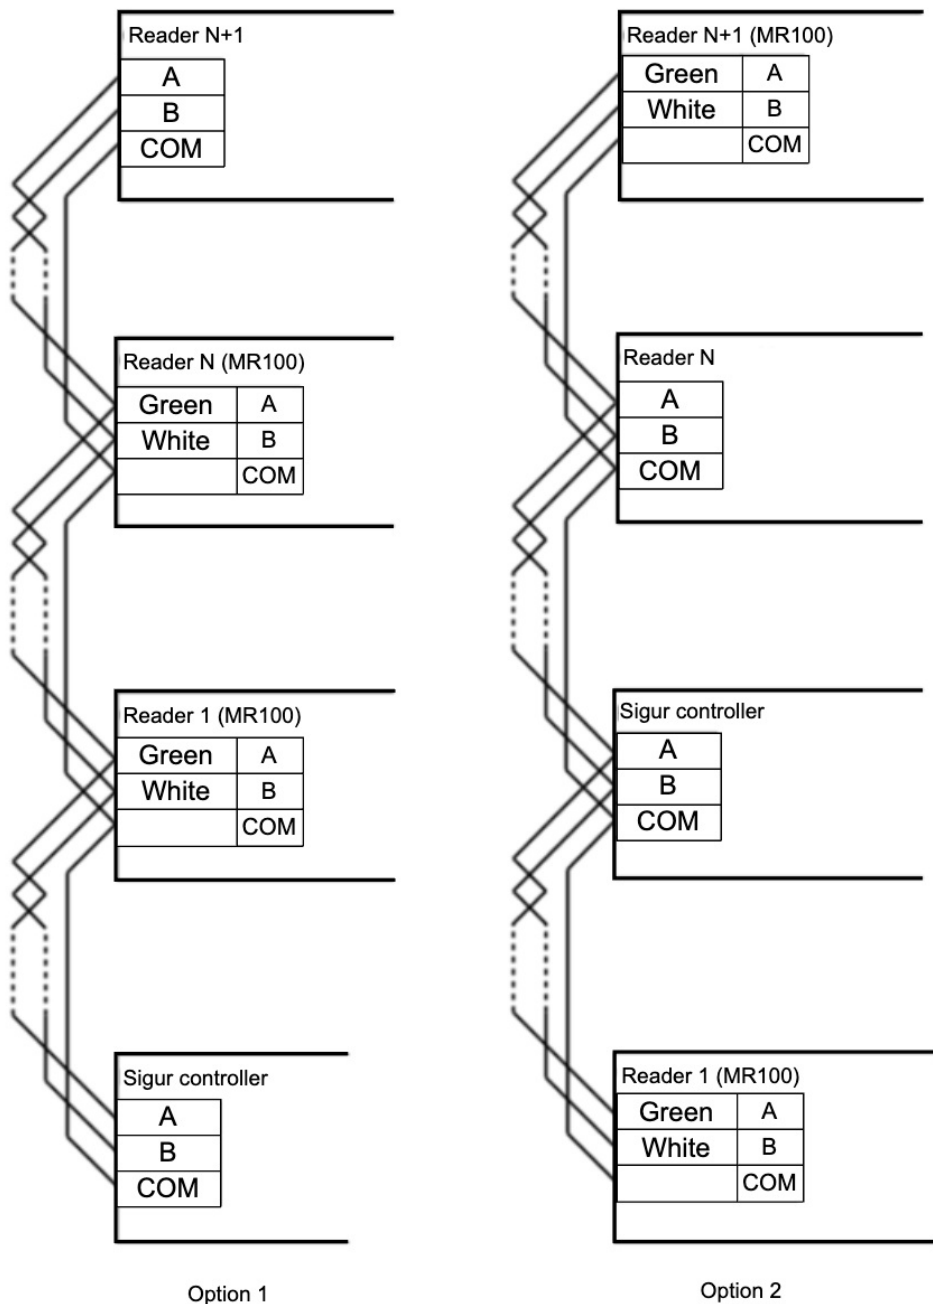 Reader N+1
A
B
COM
Reader N (MR100)
Green A
White B
COM
Reader 1 (MR100)
Green A
White B
COM
Sigur controller
A
B
COM
Option 1
Reader N+1 (MR100)
Green A
White B
COM
Reader N
A
B
COM
Sigur controller
A
B
COM
Reader 1 (MR100)
Green A
White B
COM
Option 2